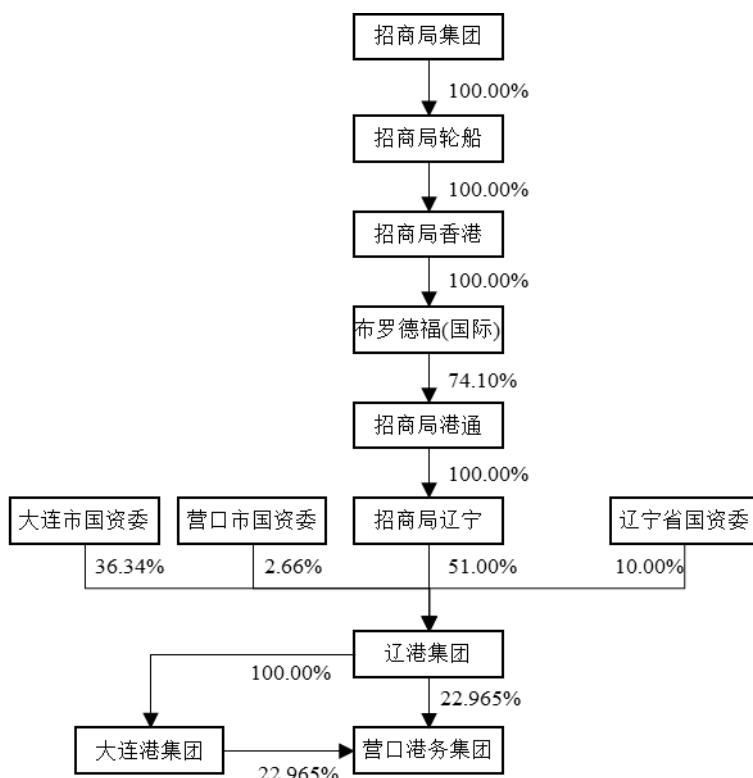 招商局集团
100.00%
招商局轮船
100.00%
招商局香港
100.00%
布罗德福(国际)
74.10%
招商局港通
100.00%
大连市国资委
营口市国资委
招商局辽宁
辽宁省国资委
36.34%
2.66%
51.00%
10.00%
辽港集团
100.00%
22.965%
大连港集团
营口港务集团
22.965%